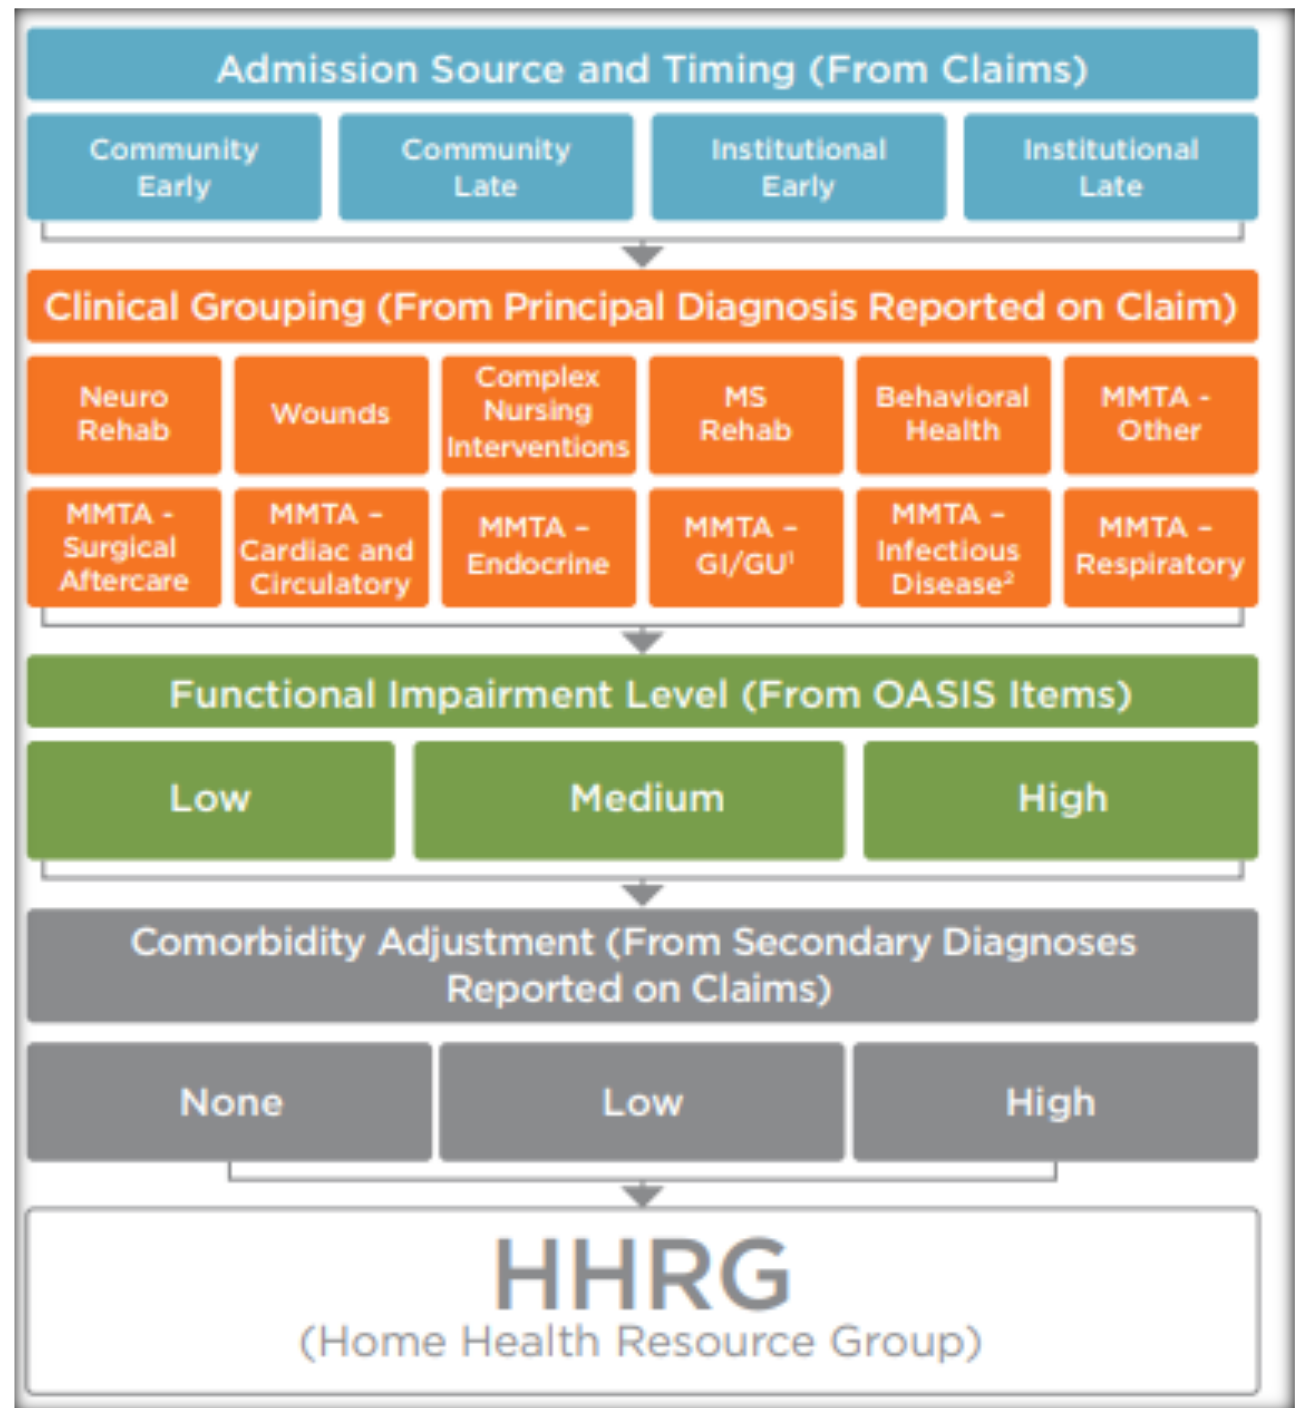 Admission Source and Timing (From Claims)
Community
Early
Community
Late
Institutional
Early
Institutional
Late
Clinical Grouping (From Principal Diagnosis Reported on Claim)
Neuro
Rehab
Wounds
Complex
Nursing
Interventions
MS
Rehab
Behavioral
Health
MMTA -
Other
MMTA -
Surgical
Aftercare
MMTA –
Cardiac and
Circulatory
MMTA –
Endocrine
MMTA –
GI/GU¹
MMTA –
Infectious
Disease²
MMTA –
Respiratory
Functional Impairment Level (From OASIS Items)
Low
Medium
High
Comorbidity Adjustment (From Secondary Diagnoses
Reported on Claims)
None
Low
High
HHRG
(Home Health Resource Group)